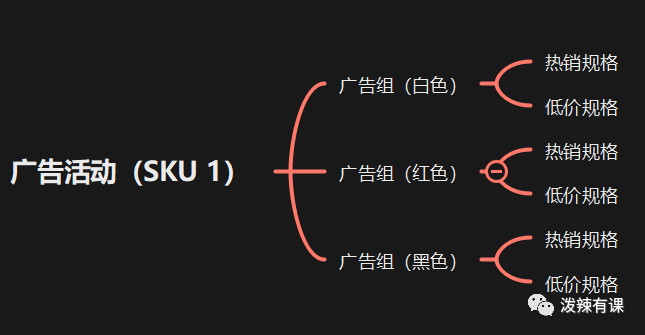 广告活动（SKU 1）
广告组（白色）
热销规格
低价规格
广告组（红色）
热销规格
低价规格
广告组（黑色）
热销规格
低价规格
泼辣有课